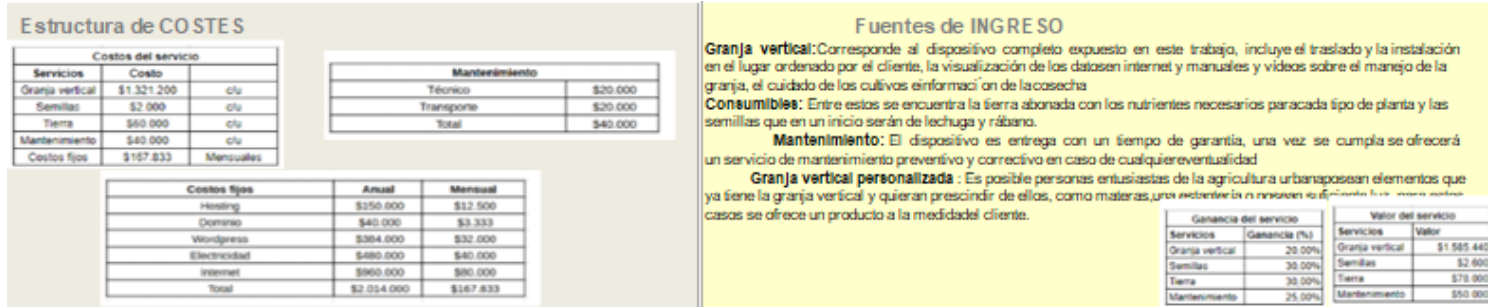 Estructura de COSTES
Costos del servicio
Servicios Costo
Granja vertical $1.321.200 c/u
Semillas $2.000 c/u
Tierra $60.000 c/u
Mantenimiento $40.000 c/u
Costos fijos $167.833 Mensuales
Mantenimiento
Técnico $20.000
Transporte $20.000
Total $40.000
Costos fijos Anual Mensual
Hosting $150.000 $12.500
Dominio $40.000 $3.333
Wordpress $384.000 $32.000
Electricidad $480.000 $40.000
Internet $960.000 $80.000
Total $2.014.000 $167.833
Fuentes de INGRESO
Granja vertical:Corresponde al dispositivo completo expuesto en este trabajo, incluye el traslado y la instalación
en el lugar ordenado por el cliente, la visualización de los datosen internet y manuales y vídeos sobre el manejo de la
granja, el cuidado de los cultivos einformaci´on de lacosecha
Consumibles: Entre estos se encuentra la tierra abonada con los nutrientes necesarios paracada tipo de planta y las
semillas que en un inicio serán de lechuga y rábano.
Mantenimiento: El dispositivo es entrega con un tiempo de garantía, una vez se cumpla se ofrecerá
un servicio de mantenimiento preventivo y correctivo en caso de cualquiereventualidad
Granja vertical personalizada : Es posible personas entusiastas de la agricultura urbanaposean elementos que
ya tiene la granja vertical y quieran prescindir de ellos, como materas,una estantería o posean suficiente luz, para estos
casos se ofrece un producto a la medidadel cliente.
Ganancia del servicio
Servicios Ganancia (%)
Granja vertical 20.00%
Semillas 30.00%
Tierra 30.00%
Mantenimiento 25.00%
Valor del servicio
Servicios Valor
Granja vertical $1.585.440
Semillas $2.600
Tierra $78.000
Mantenimiento $50.000